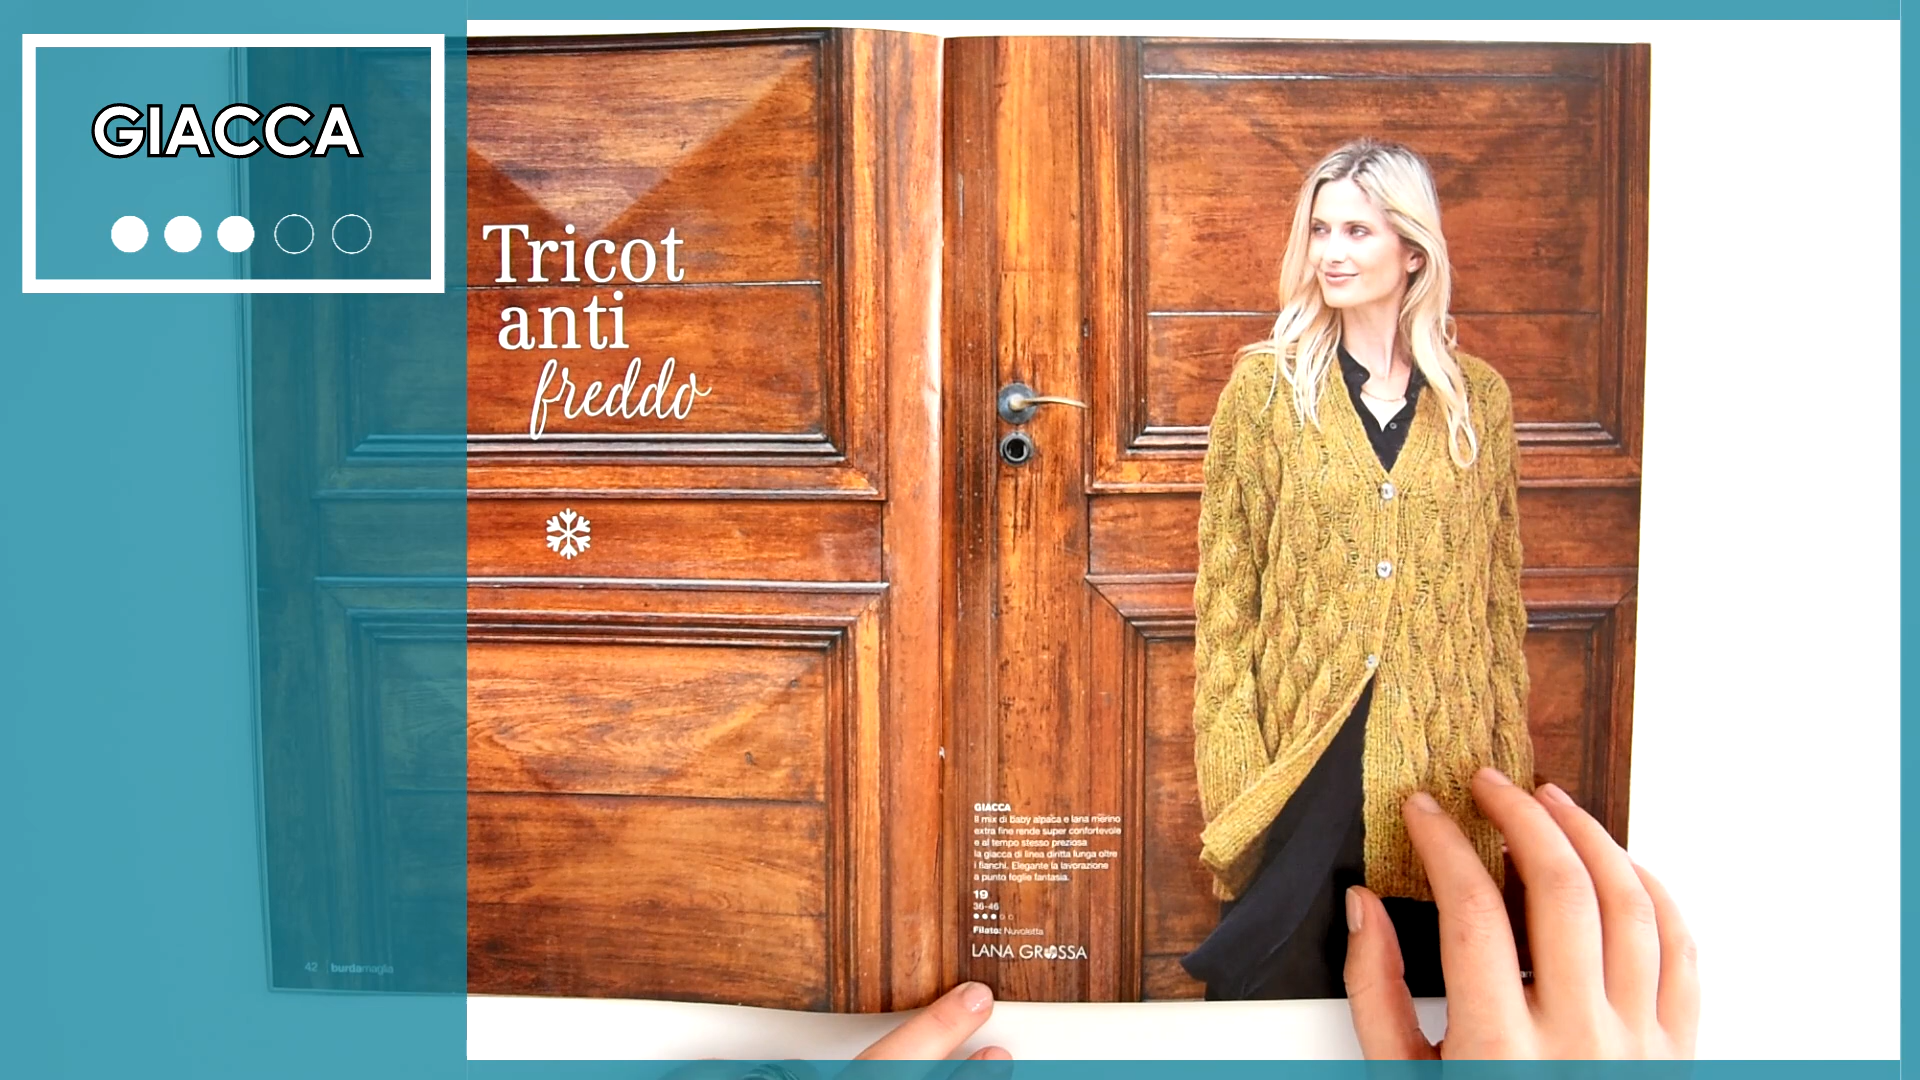 GIACCA
Tricot
anti
freddo
GIACCA
Il mix di baby alpaca e lana merino
extra fine rende super confortevole
e al tempo stesso preziosa
la giacca di linea diritta lunga oltre
i fianchi. Elegante la lavorazione
a punto foglie fantasia.
19
36-46
Filato: Nuvoletta
LANA GROSSA
42 | burdamaglia